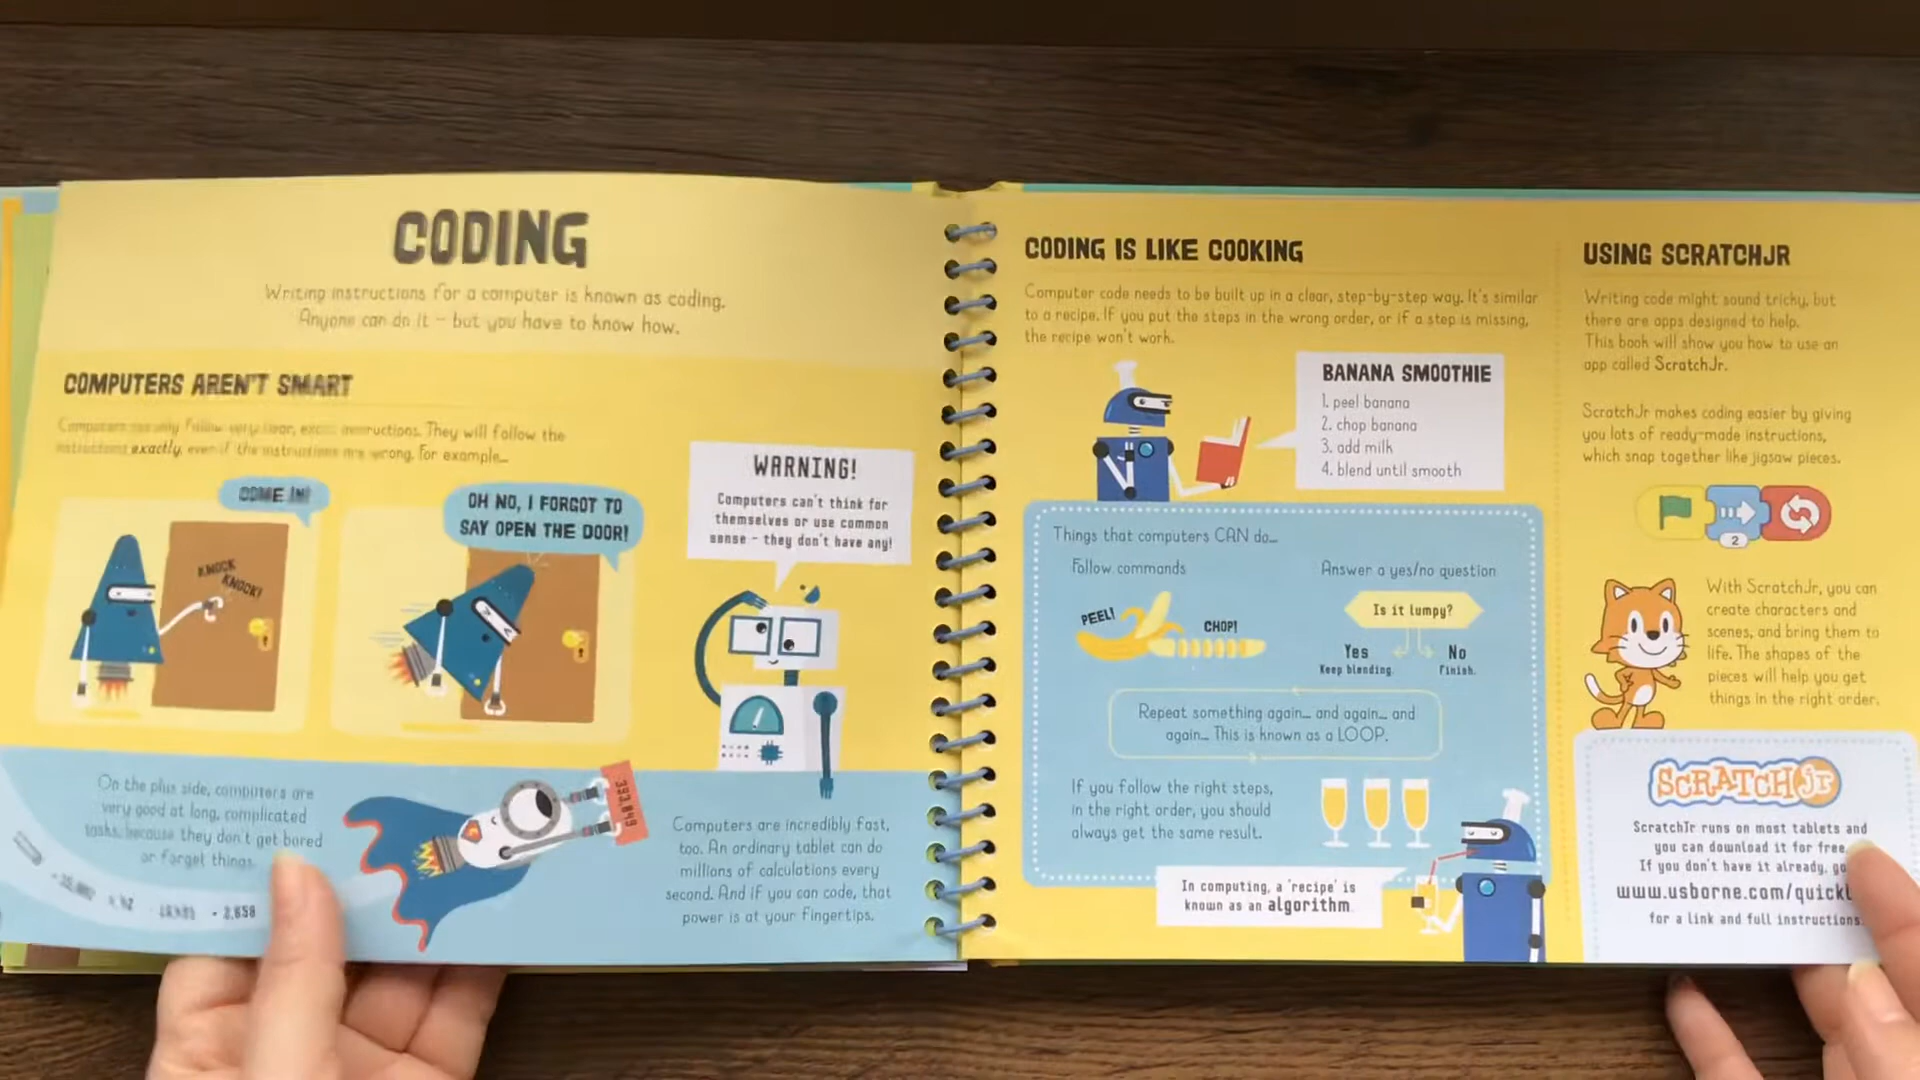 CODING
Writing instructions for a computer is known as coding.
Anyone can do it – but you have to know how.
COMPUTERS AREN'T SMART
Computers can only follow very clear, exact instructions. They will follow the
instructions exactly, even if the instructions are wrong. For example...
COME IN!
KNOCK
KNOCK!
OH NO, I FORGOT TO
SAY OPEN THE DOOR!
WARNING!
Computers can't think for
themselves or use common
sense – they don't have any!
On the plus side, computers are
very good at long, complicated
tasks, because they don't get bored
or forget things.
Computers are incredibly fast,
too. An ordinary tablet can do
millions of calculations every
second. And if you can code, that
power is at your fingertips.
CODING IS LIKE COOKING
Computer code needs to be built up in a clear, step-by-step way. It's similar
to a recipe. If you put the steps in the wrong order, or if a step is missing,
the recipe won't work.
BANANA SMOOTHIE
1. peel banana
2. chop banana
3. add milk
4. blend until smooth
Things that computers CAN do...
Follow commands
PEEL!
CHOP!
Answer a yes/no question
Is it lumpy?
Yes
Keep blending.
No
Finish.
Repeat something again... and again... and
again... This is known as a LOOP.
If you follow the right steps,
in the right order, you should
always get the same result.
In computing, a 'recipe' is
known as an algorithm.
USING SCRATCHJR
Writing code might sound tricky, but
there are apps designed to help.
This book will show you how to use an
app called ScratchJr.
ScratchJr makes coding easier by giving
you lots of ready-made instructions,
which snap together like jigsaw pieces.
2
With ScratchJr, you can
create characters and
scenes, and bring them to
life. The shapes of the
pieces will help you get
things in the right order.
SCRATCH jr
ScratchJr runs on most tablets and
you can download it for free.
If you don't have it already, go
www.usborne.com/quickl
for a link and full instructions.